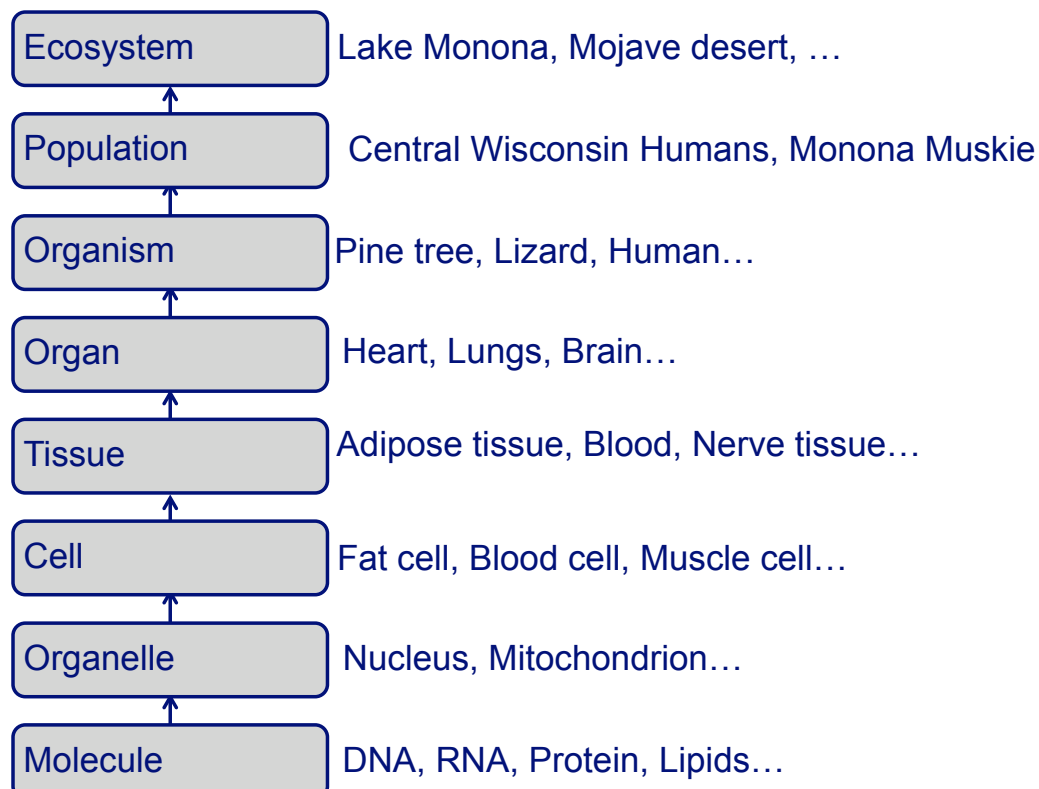 Ecosystem Lake Monona, Mojave desert, …
Population Central Wisconsin Humans, Monona Muskie
Organism Pine tree, Lizard, Human…
Organ Heart, Lungs, Brain…
Tissue Adipose tissue, Blood, Nerve tissue…
Cell Fat cell, Blood cell, Muscle cell…
Organelle Nucleus, Mitochondrion…
Molecule DNA, RNA, Protein, Lipids…